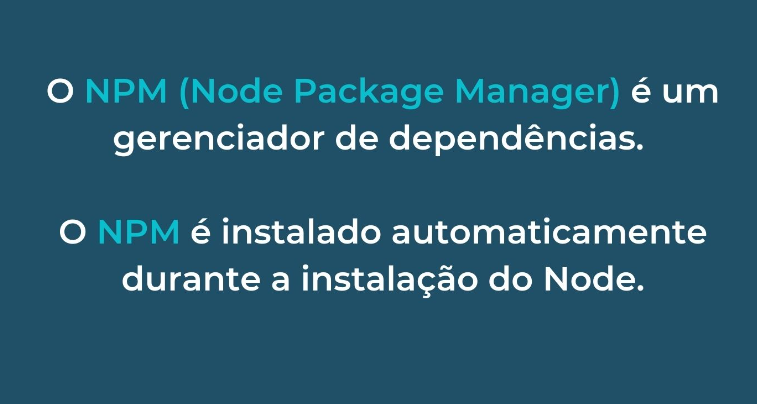 O NPM (Node Package Manager) é um
gerenciador de dependências.
O NPM é instalado automaticamente
durante a instalação do Node.